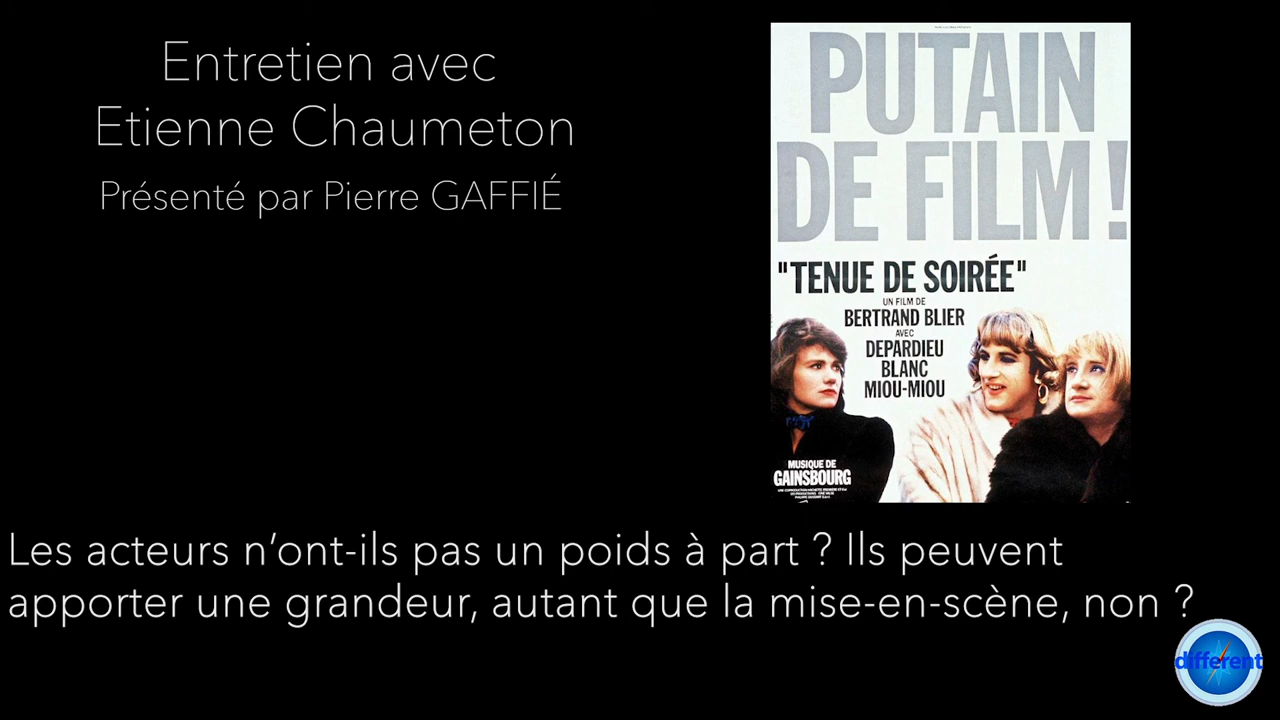 Entretien avec
Etienne Chaumeton
Présenté par Pierre GAFFIÉ
PUTAIN
DE FILM !
"TENUE DE SOIRÉE"
UN FILM DE
BERTRAND BLIER
AVEC
DEPARDIEU
BLANC
MIOU-MIOU
MUSIQUE DE
GAINSBOURG
Les acteurs n’ont-ils pas un poids à part ? Ils peuvent
apporter une grandeur, autant que la mise-en-scène, non ?
différent